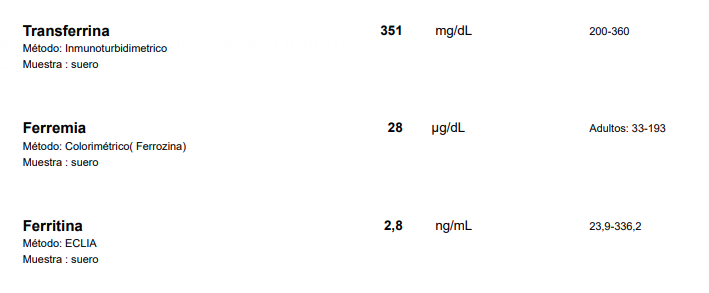 Transferrina 351 mg/dL 200-360
Método: Inmunoturbidimetrico
Muestra : suero
Ferremia 28 µg/dL Adultos: 33-193
Método: Colorimétrico( Ferrozina)
Muestra : suero
Ferritina 2,8 ng/mL 23,9-336,2
Método: ECLIA
Muestra : suero